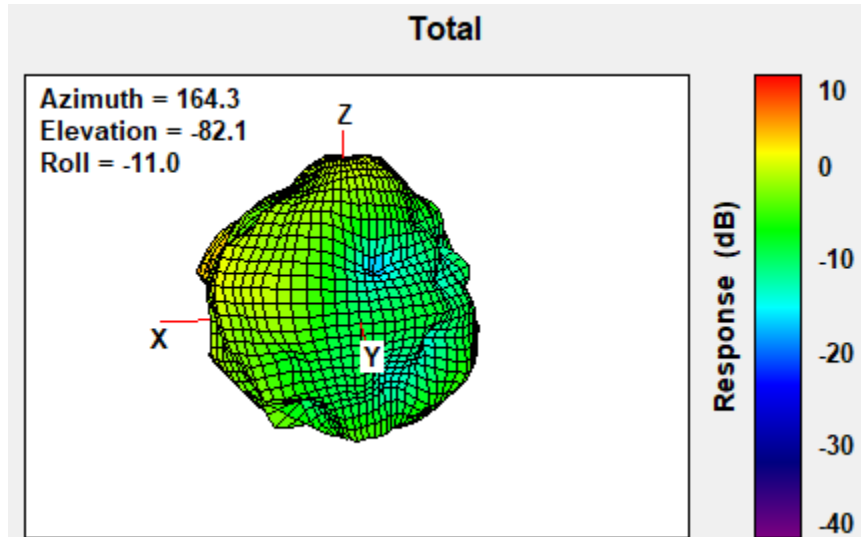 Total
Azimuth = 164.3
Elevation = -82.1
Roll = -11.0
Z
X
Y
10
0
-10
-20
-30
-40
Response (dB)